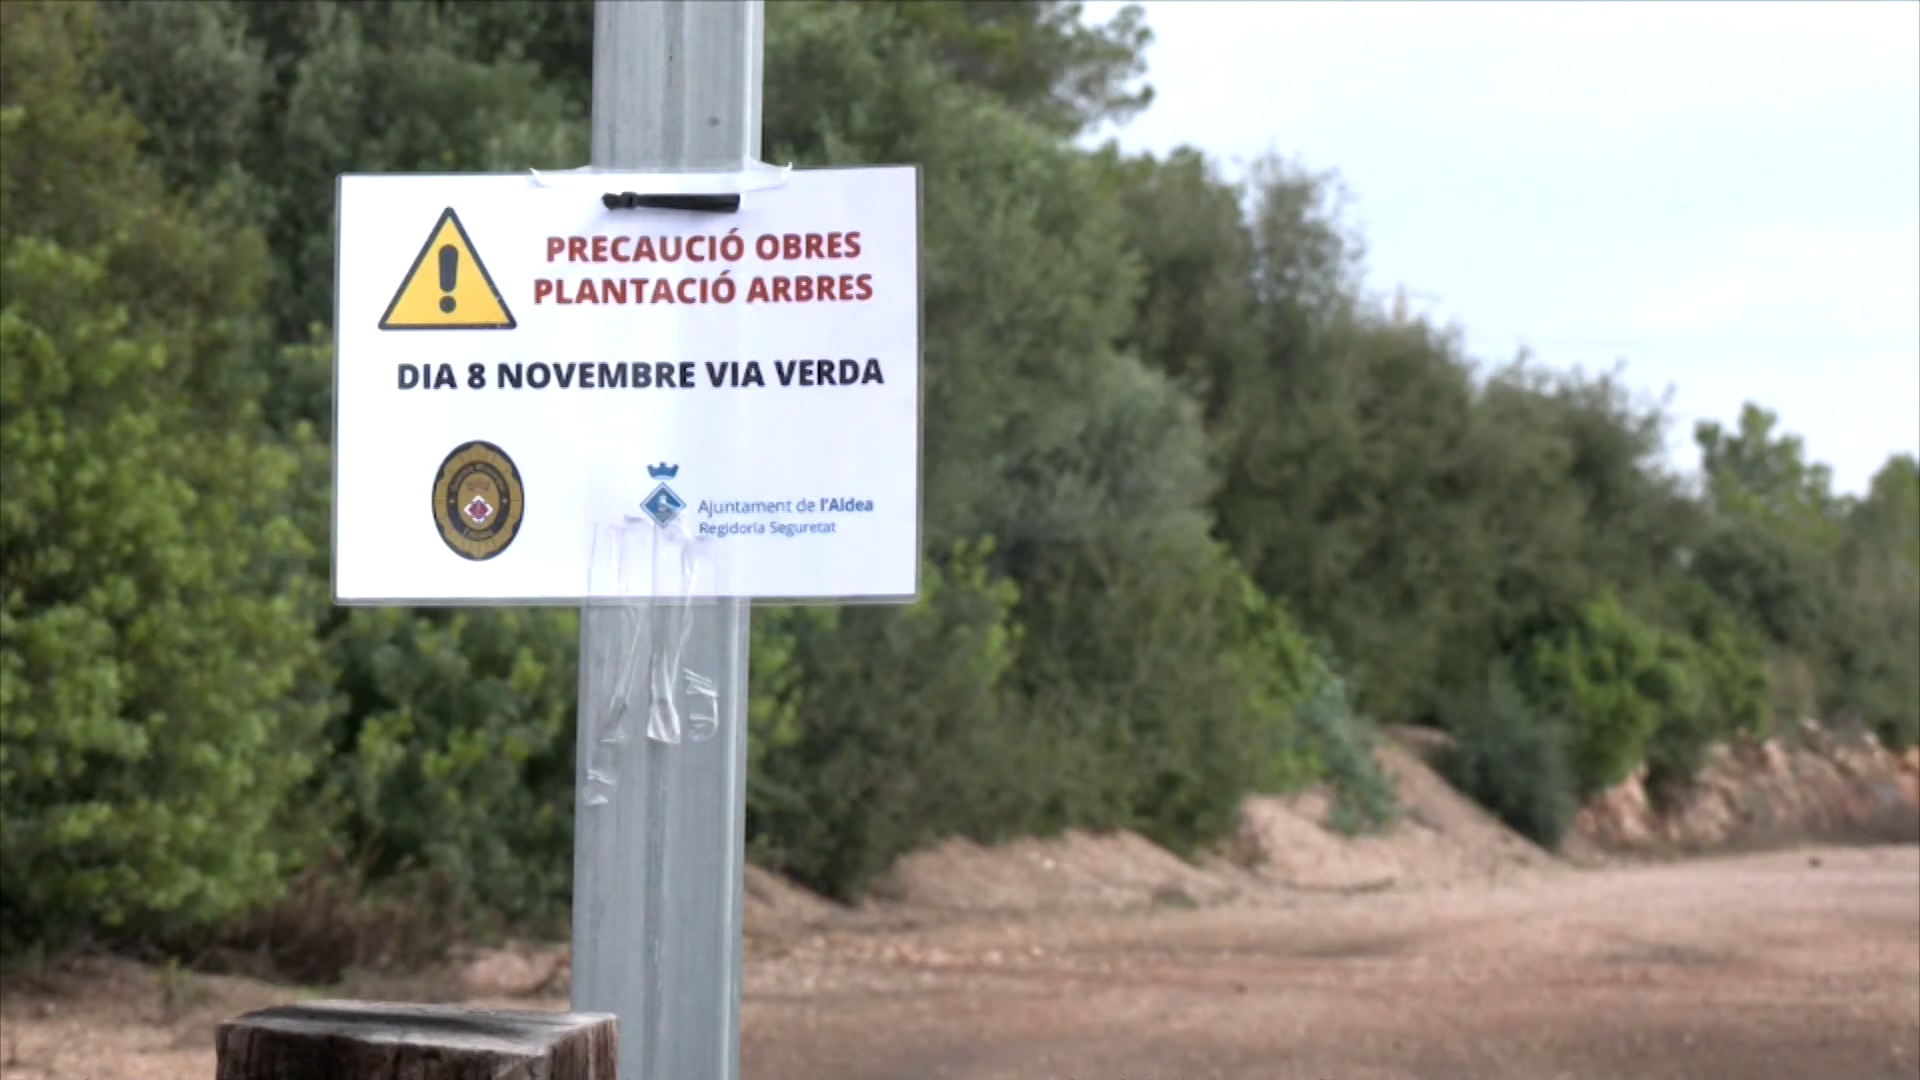 PRECAUCIÓ OBRES
PLANTACIÓ ARBRES
DIA 8 NOVEMBRE VIA VERDA
Ajuntament de l'Aldea
Regidoria Seguretat